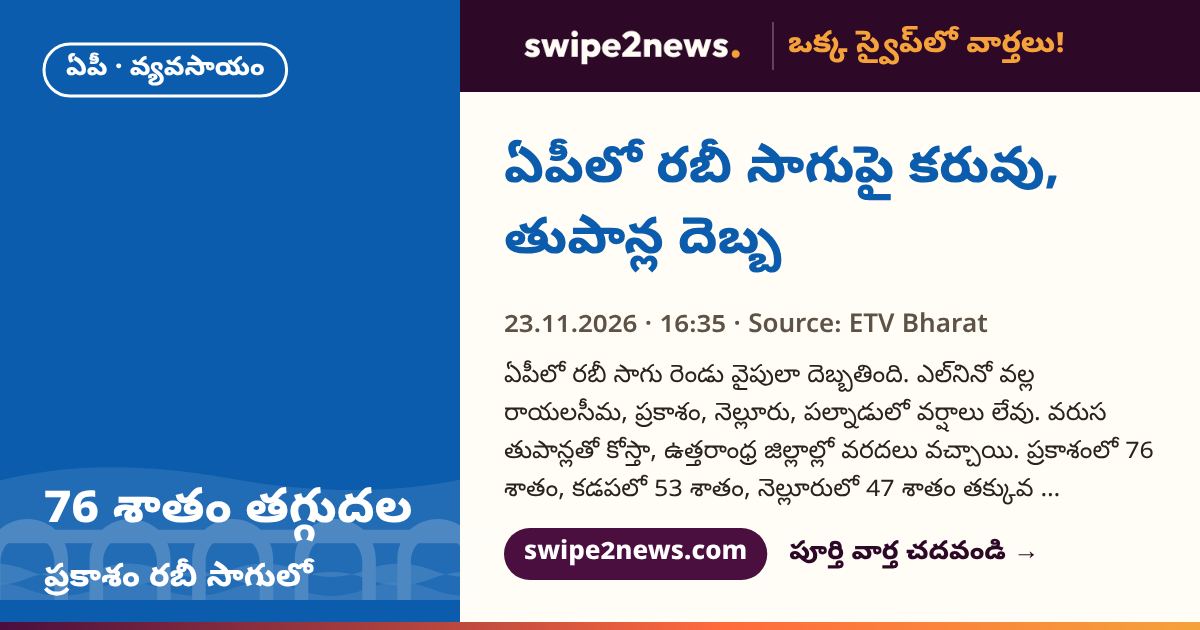 ఏపీ · వ్యవసాయం
76 శాతం తగ్గుదల
ప్రకాశం రబీ సాగులో
swipe2news.
ఒక్క స్వైప్‌లో వార్తలు!
ఏపీలో రబీ సాగుపై కరువు,
తుపాన్ల దెబ్బ
23.11.2026 · 16:35 · Source: ETV Bharat
ఏపీలో రబీ సాగు రెండు వైపులా దెబ్బతింది. ఎల్‌నినో వల్ల
రాయలసీమ, ప్రకాశం, నెల్లూరు, పల్నాడులో వర్షాలు లేవు. వరుస
తుపాన్లతో కోస్తా, ఉత్తరాంధ్ర జిల్లాల్లో వరదలు వచ్చాయి. ప్రకాశంలో 76
శాతం, కడపలో 53 శాతం, నెల్లూరులో 47 శాతం తక్కువ ...
swipe2news.com
పూర్తి వార్త చదవండి →